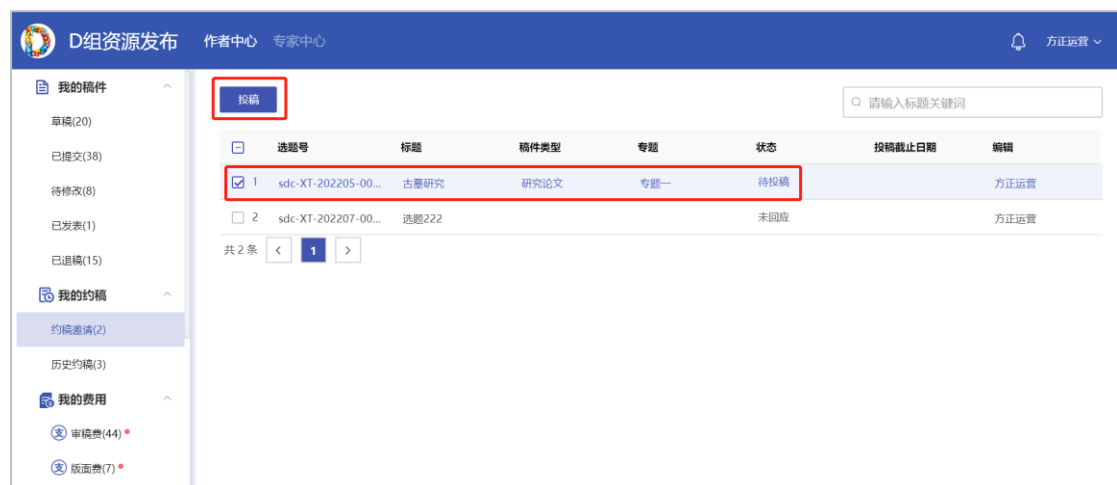 D组资源发布 作者中心 专家中心 方正运营
我的稿件
草稿(20)
已提交(38)
待修改(8)
已发表(1)
已退稿(15)
我的约稿
约稿邀请(2)
历史约稿(3)
我的费用
支 审稿费(44)
支 版面费(7)
投稿 请输入标题关键词
选题号 标题 稿件类型 专题 状态 投稿截止日期 编辑
1 sdc-XT-202205-00... 古墓研究 研究论文 专题一 待投稿 方正运营
2 sdc-XT-202207-00... 选题222 未回应 方正运营
共2条 < 1 >